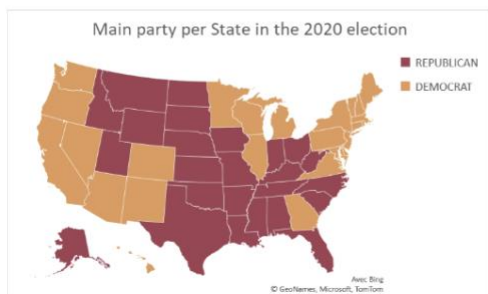 Main party per State in the 2020 election
REPUBLICAN
DEMOCRAT
Avec Bing
© GeoNames, Microsoft, TomTom